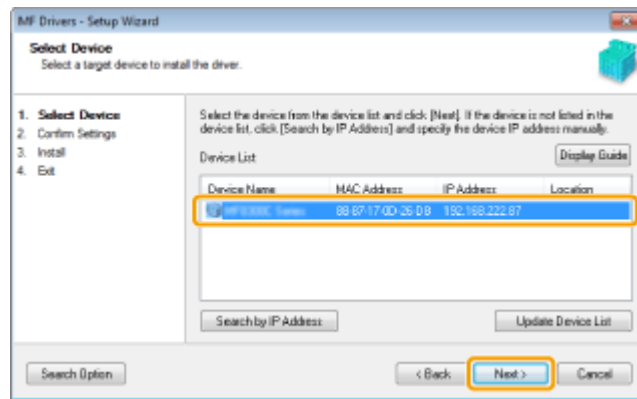 MF Drivers - Setup Wizard
Select Device
Select a target device to install the driver.
1. Select Device
2. Confirm Settings
3. Install
4. Exit
Select the device from the device list and click [Next]. If the device is not listed in the
device list, click [Search by IP Address] and specify the device IP address manually.
Device List
Display Guide
Device Name MAC Address IP Address Location
Series 88-87-17-0D-26-D8 192.168.222.87
Search by IP Address
Update Device List
Search Option
< Back
Next >
Cancel